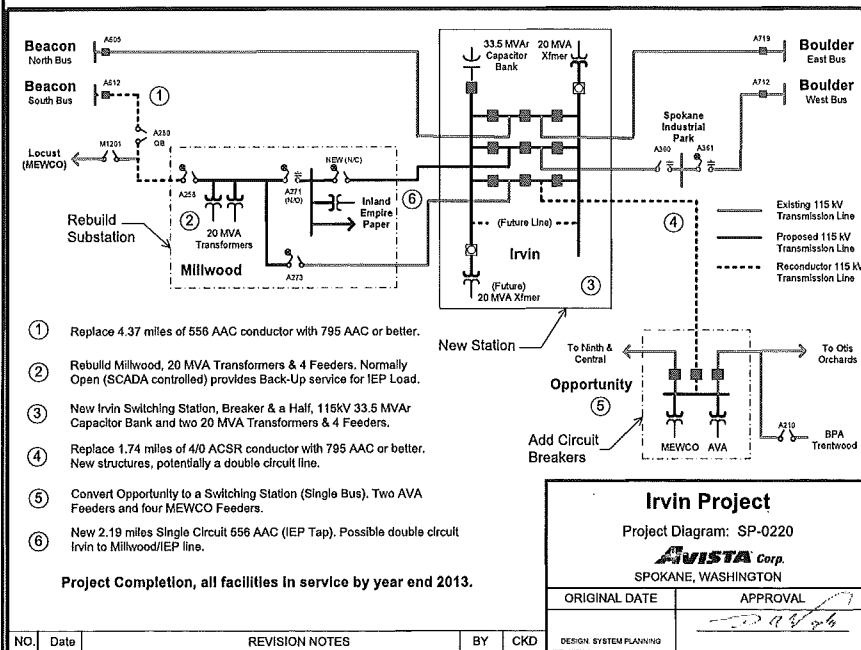 Beacon
North Bus
A605
Beacon
South Bus
A612
1
A280
OB
Locust
(MEWCO)
M1201
Rebuild
Substation
A258
2
20 MVA
Transformers
Millwood
A271
(N/O)
NEW (N/C)
Inland
Empire
Paper
A273
6
33.5 MVAr
Capacitor
Bank
20 MVA
Xfmer
(Future Line)
Irvin
(Future)
20 MVA Xfmer
3
New Station
A719
Boulder
East Bus
A712
Boulder
West Bus
Spokane
Industrial
Park
A360
A361
4
Existing 115 kV
Transmission Line
Proposed 115 kV
Transmission Line
Reconductor 115 kV
Transmission Line
To Ninth &
Central
To Otis
Orchards
Opportunity
5
Add Circuit
Breakers
MEWCO
AVA
A210
BPA
Trentwood
1 Replace 4.37 miles of 556 AAC conductor with 795 AAC or better.
2 Rebuild Millwood, 20 MVA Transformers & 4 Feeders. Normally
Open (SCADA controlled) provides Back-Up service for IEP Load.
3 New Irvin Switching Station, Breaker & a Half, 115kV 33.5 MVAr
Capacitor Bank and two 20 MVA Transformers & 4 Feeders.
4 Replace 1.74 miles of 4/0 ACSR conductor with 795 AAC or better.
New structures, potentially a double circuit line.
5 Convert Opportunity to a Switching Station (Single Bus). Two AVA
Feeders and four MEWCO Feeders.
6 New 2.19 miles Single Circuit 556 AAC (IEP Tap). Possible double circuit
Irvin to Millwood/IEP line.
Project Completion, all facilities in service by year end 2013.
Irvin Project
Project Diagram: SP-0220
AVISTA Corp.
SPOKANE, WASHINGTON
ORIGINAL DATE APPROVAL
DESIGN: SYSTEM PLANNING
NO. Date REVISION NOTES BY CKD